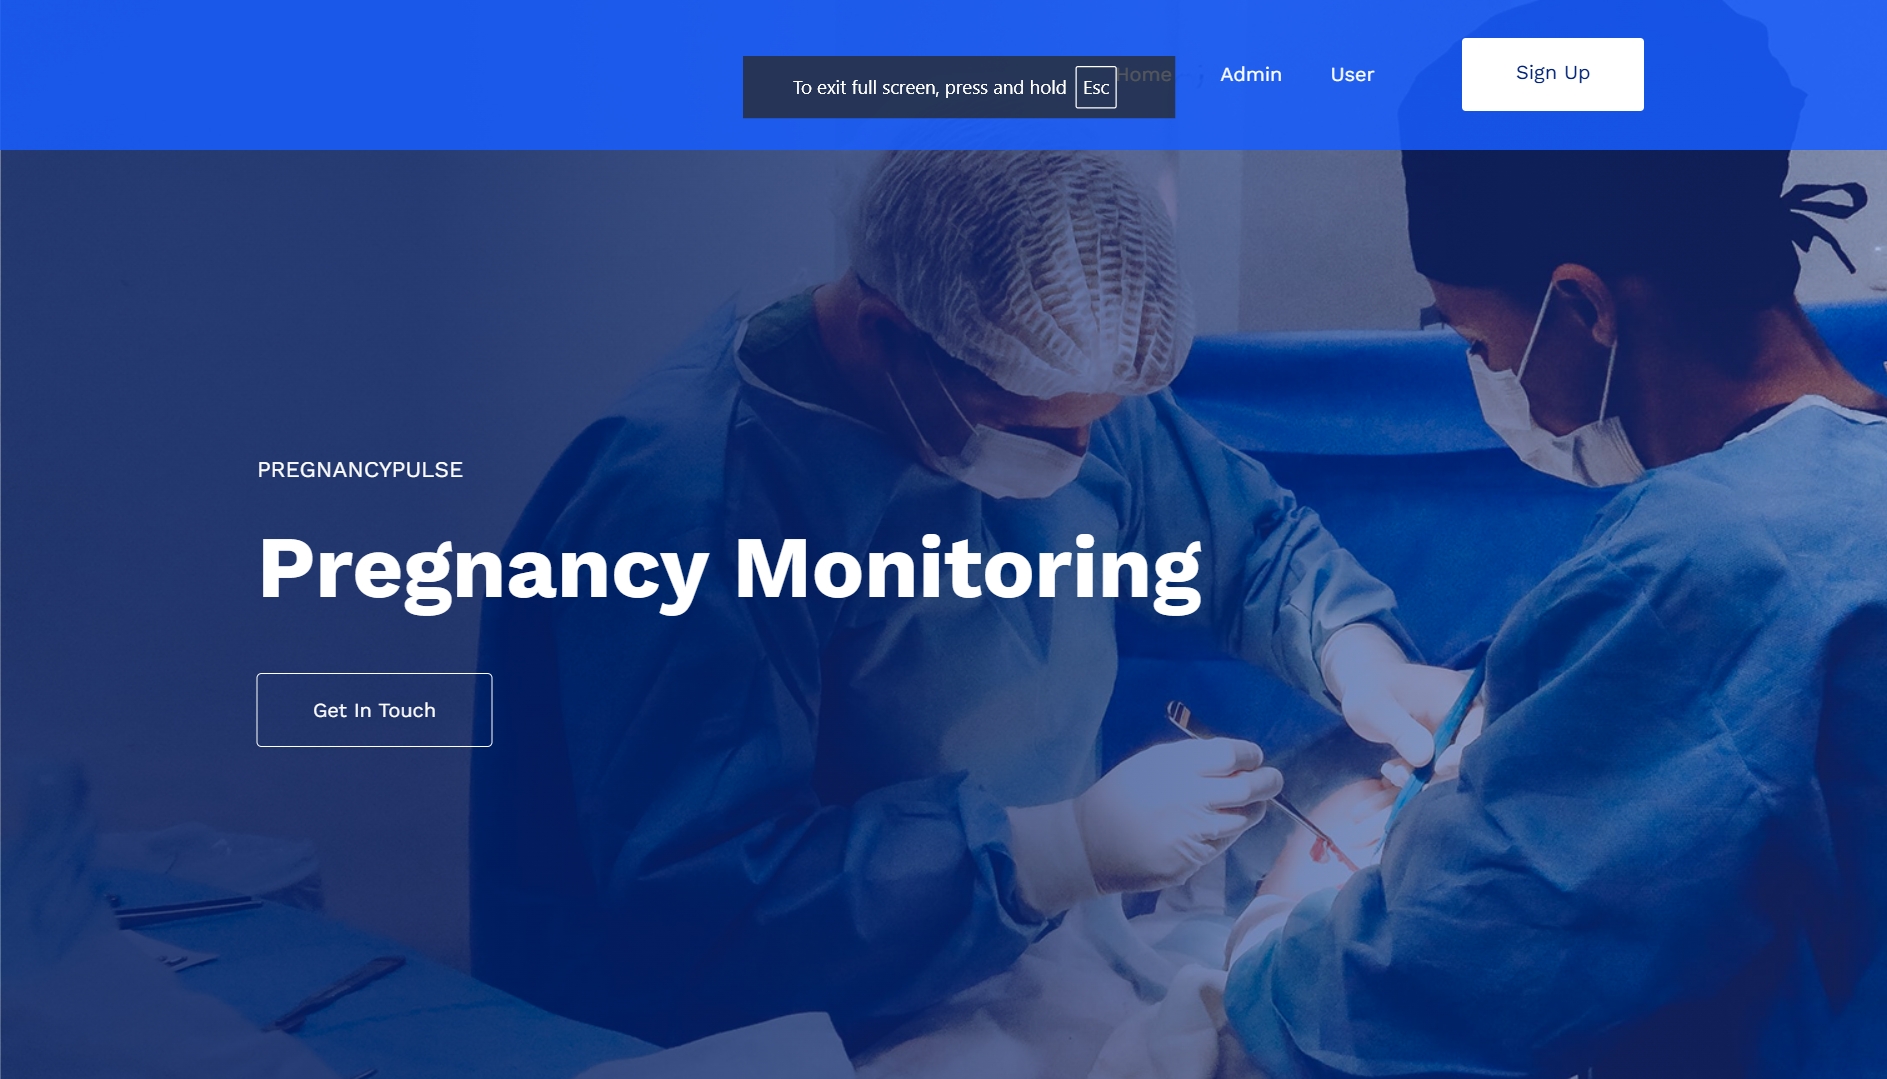 To exit full screen, press and hold Esc
Home Admin User Sign Up
PREGNANCYPULSE
Pregnancy Monitoring
Get In Touch